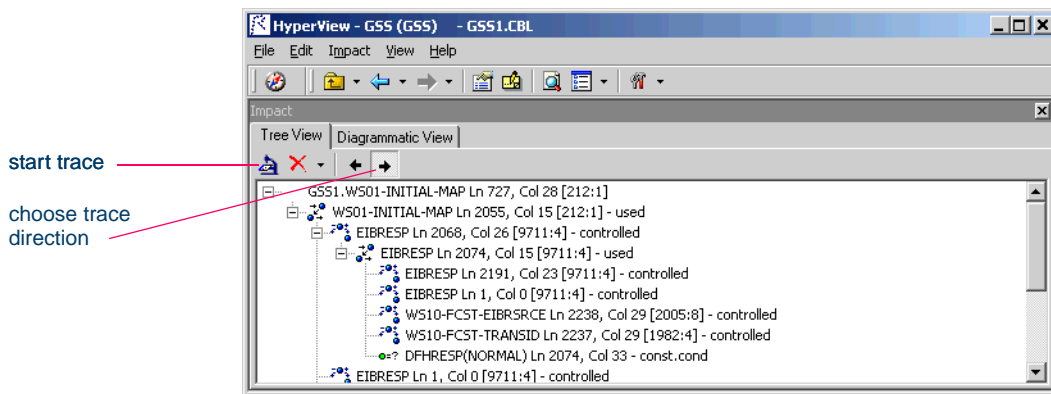 HyperView - GSS (GSS) - GSS1.CBL
File Edit Impact View Help
Impact
Tree View Diagrammatic View
start trace
choose trace
direction
GSS1.WS01-INITIAL-MAP Ln 727, Col 28 [212:1]
WS01-INITIAL-MAP Ln 2055, Col 15 [212:1] - used
EIBRESP Ln 2068, Col 26 [9711:4] - controlled
EIBRESP Ln 2074, Col 15 [9711:4] - used
EIBRESP Ln 2191, Col 23 [9711:4] - controlled
EIBRESP Ln 1, Col 0 [9711:4] - controlled
WS10-FCST-EIBRSRCE Ln 2238, Col 29 [2005:8] - controlled
WS10-FCST-TRANSID Ln 2237, Col 29 [1982:4] - controlled
=? DFHRESP(NORMAL) Ln 2074, Col 33 - const.cond
EIBRESP Ln 1, Col 0 [9711:4] - controlled